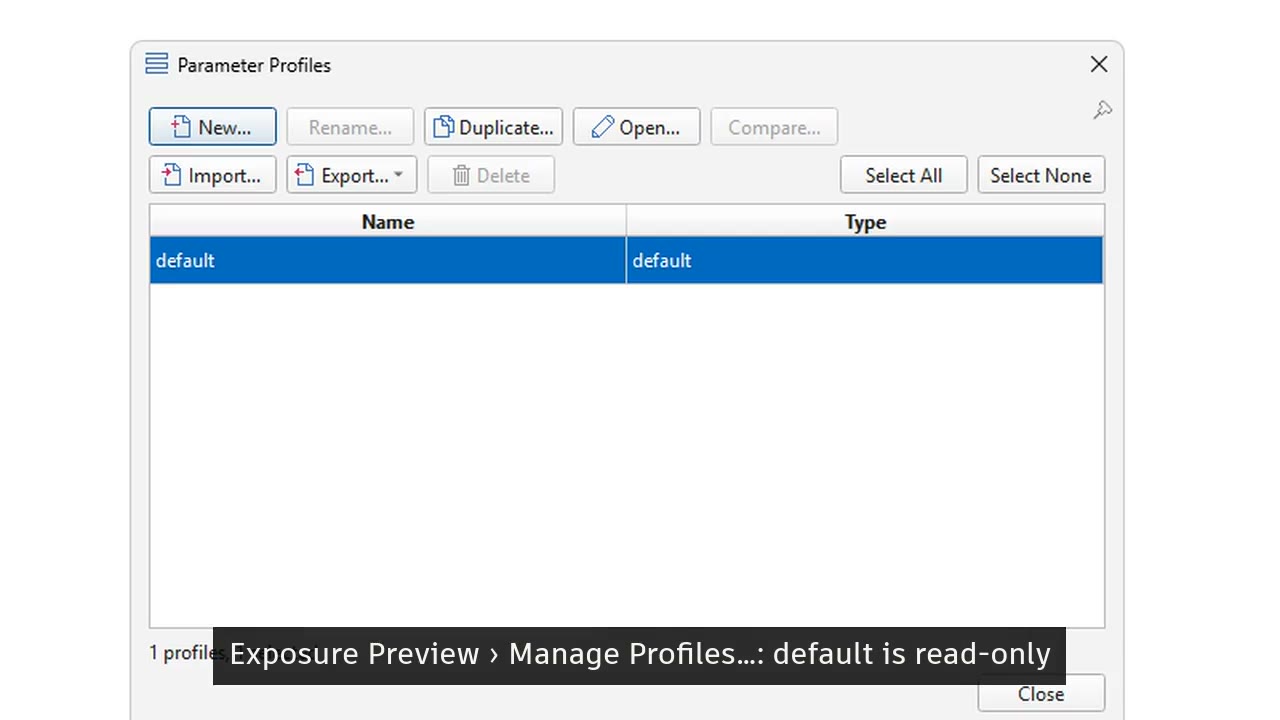 Parameter Profiles
New... Rename... Duplicate... Open... Compare...
Import... Export... Delete Select All Select None
Name Type
default default
1 profiles,
Exposure Preview › Manage Profiles...: default is read-only
Close